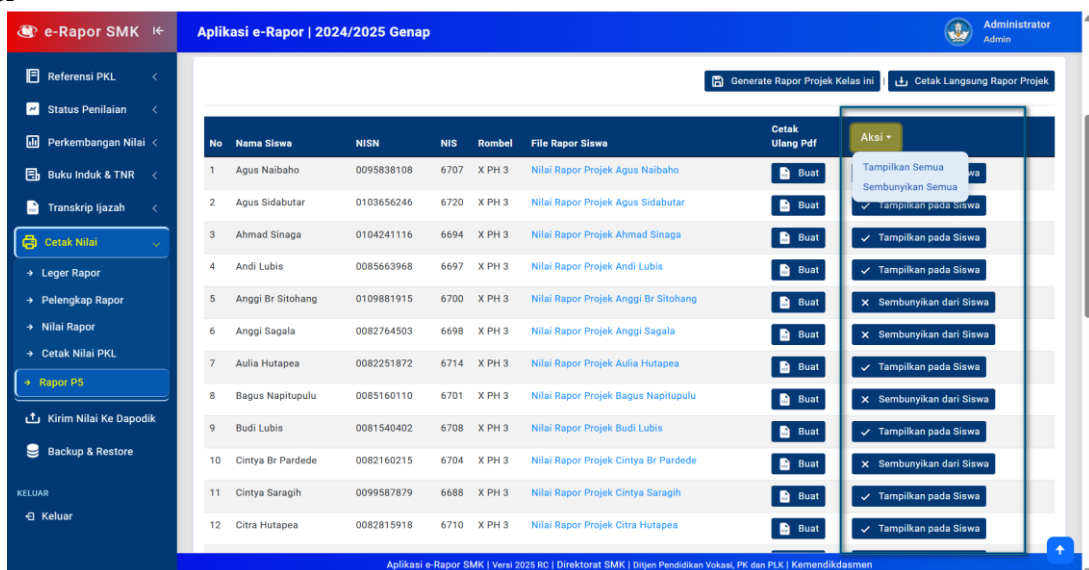 e-Rapor SMK
Aplikasi e-Rapor | 2024/2025 Genap
Administrator
Admin
Referensi PKL
Status Penilaian
Perkembangan Nilai
Buku Induk & TNR
Transkrip Ijazah
Cetak Nilai
Leger Rapor
Pelengkap Rapor
Nilai Rapor
Cetak Nilai PKL
Rapor P5
Kirim Nilai Ke Dapodik
Backup & Restore
KELUAR
Keluar
Generate Rapor Projek Kelas ini | Cetak Langsung Rapor Projek
No Nama Siswa NISN NIS Rombel File Rapor Siswa Cetak Ulang Pdf Aksi
Tampilkan Semua
Sembunyikan Semua
1 Agus Naibaho 0095838108 6707 X PH 3 Nilai Rapor Projek Agus Naibaho Buat
2 Agus Sidabutar 0103656246 6720 X PH 3 Nilai Rapor Projek Agus Sidabutar Buat Tampilkan pada Siswa
3 Ahmad Sinaga 0104241116 6694 X PH 3 Nilai Rapor Projek Ahmad Sinaga Buat Tampilkan pada Siswa
4 Andi Lubis 0085663968 6697 X PH 3 Nilai Rapor Projek Andi Lubis Buat Tampilkan pada Siswa
5 Anggi Br Sitohang 0109881915 6700 X PH 3 Nilai Rapor Projek Anggi Br Sitohang Buat Sembunyikan dari Siswa
6 Anggi Sagala 0082764503 6698 X PH 3 Nilai Rapor Projek Anggi Sagala Buat Sembunyikan dari Siswa
7 Aulia Hutapea 0082251872 6714 X PH 3 Nilai Rapor Projek Aulia Hutapea Buat Tampilkan pada Siswa
8 Bagus Napitupulu 0085160110 6701 X PH 3 Nilai Rapor Projek Bagus Napitupulu Buat Sembunyikan dari Siswa
9 Budi Lubis 0081540402 6708 X PH 3 Nilai Rapor Projek Budi Lubis Buat Tampilkan pada Siswa
10 Cintya Br Pardede 0082160215 6704 X PH 3 Nilai Rapor Projek Cintya Br Pardede Buat Sembunyikan dari Siswa
11 Cintya Saragih 0099587879 6688 X PH 3 Nilai Rapor Projek Cintya Saragih Buat Tampilkan pada Siswa
12 Citra Hutapea 0082815918 6710 X PH 3 Nilai Rapor Projek Citra Hutapea Buat Tampilkan pada Siswa
Aplikasi e-Rapor SMK | Versi 2025 RC | Direktorat SMK | Ditjen Pendidikan Vokasi, PK dan PLK | Kemendikdasmen